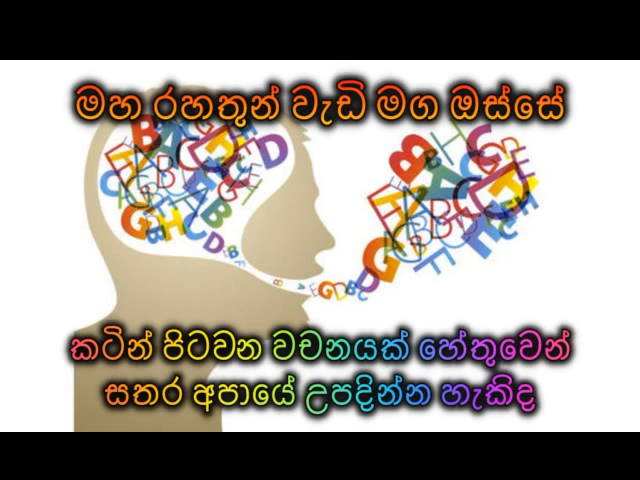 මහ රහතුන් වැඩි මග ඔස්සේ
කටින් පිටවන වචනයක් හේතුවෙන්
සතර අපායේ උපදින්න හැකිද